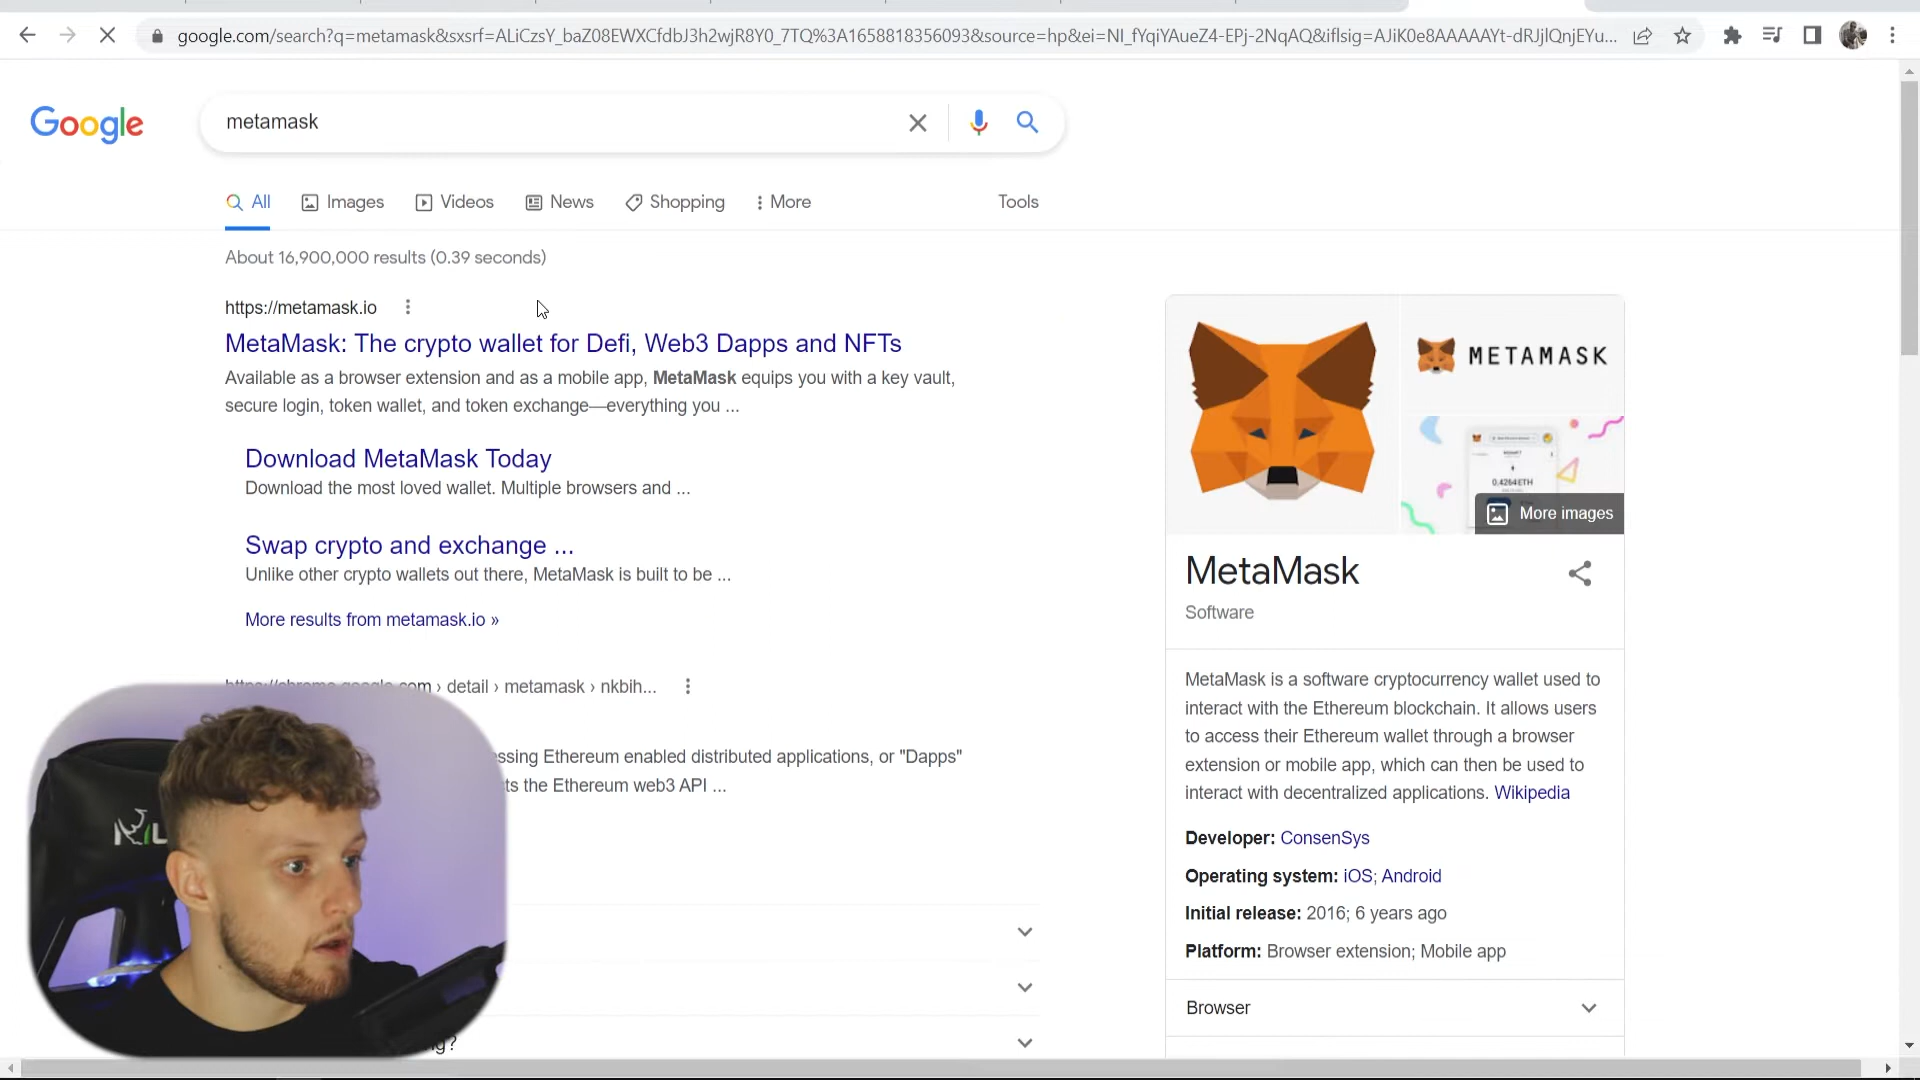 google.com/search?q=metamask&sxsrf=ALiCzsY_baZ08EWXCfdbJ3h2wjR8Y0_7TQ%3A1658818356093&source=hp&ei=NI_fYqiYAueZ4-EPj-2NqAQ&iflsig=AJiK0e8AAAAAYt-dRJjlQnjEYu...
Google
metamask
All
Images
Videos
News
Shopping
More
Tools
About 16,900,000 results (0.39 seconds)
https://metamask.io
MetaMask: The crypto wallet for Defi, Web3 Dapps and NFTs
Available as a browser extension and as a mobile app, MetaMask equips you with a key vault,
secure login, token wallet, and token exchange—everything you ...
Download MetaMask Today
Download the most loved wallet. Multiple browsers and ...
Swap crypto and exchange ...
Unlike other crypto wallets out there, MetaMask is built to be ...
More results from metamask.io »
https://chrome.google.com › detail › metamask › nkbih...
ssing Ethereum enabled distributed applications, or "Dapps"
ts the Ethereum web3 API ...
METAMASK
0.4264 ETH
More images
MetaMask
Software
MetaMask is a software cryptocurrency wallet used to
interact with the Ethereum blockchain. It allows users
to access their Ethereum wallet through a browser
extension or mobile app, which can then be used to
interact with decentralized applications. Wikipedia
Developer: ConsenSys
Operating system: iOS; Android
Initial release: 2016; 6 years ago
Platform: Browser extension; Mobile app
Browser